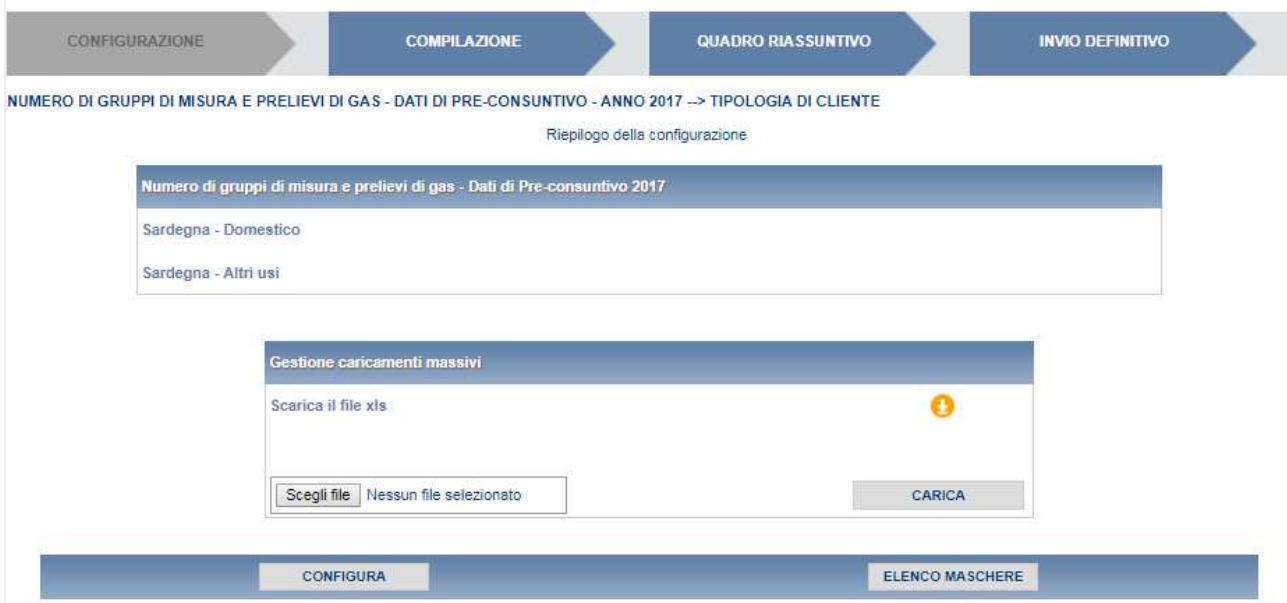 CONFIGURAZIONE COMPILAZIONE QUADRO RIASSUNTIVO INVIO DEFINITIVO
NUMERO DI GRUPPI DI MISURA E PRELIEVI DI GAS - DATI DI PRE-CONSUNTIVO - ANNO 2017 --> TIPOLOGIA DI CLIENTE
Riepilogo della configurazione
Numero di gruppi di misura e prelievi di gas - Dati di Pre-consuntivo 2017
Sardegna - Domestico
Sardegna - Altri usi
Gestione caricamenti massivi
Scarica il file xls
Scegli file Nessun file selezionato CARICA
CONFIGURA ELENCO MASCHERE